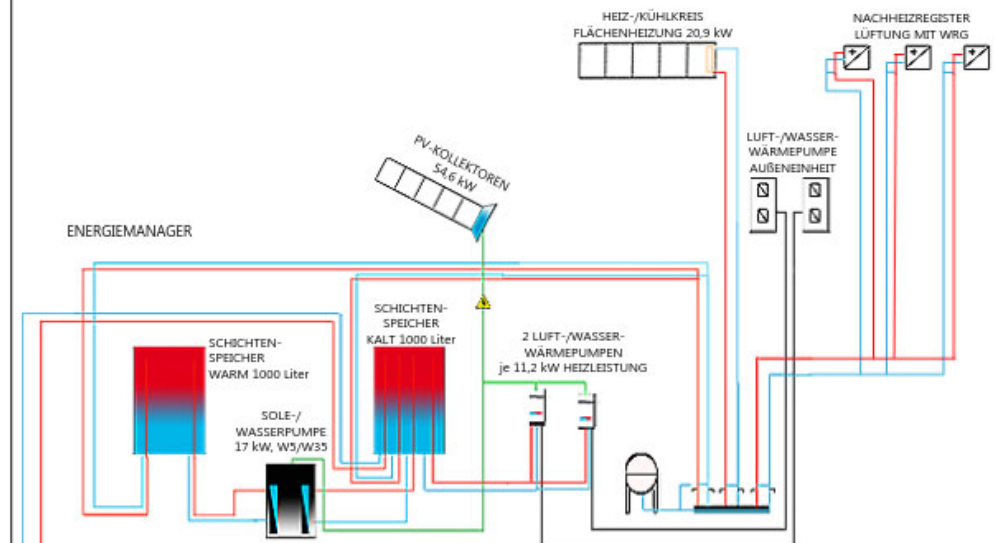 HEIZ-/KÜHLKREIS
FLÄCHENHEIZUNG 20,9 kW
NACHHEIZREGISTER
LÜFTUNG MIT WRG
LUFT-/WASSER-
WÄRMEPUMPE
AUßENEINHEIT
PV-KOLLEKTOREN
54,6 kW
ENERGIEMANAGER
SCHICHTEN-
SPEICHER
KALT 1000 Liter
SCHICHTEN-
SPEICHER
WARM 1000 Liter
2 LUFT-/WASSER-
WÄRMEPUMPEN
je 11,2 kW HEIZLEISTUNG
SOLE-/
WASSERPUMPE
17 kW, W5/W35